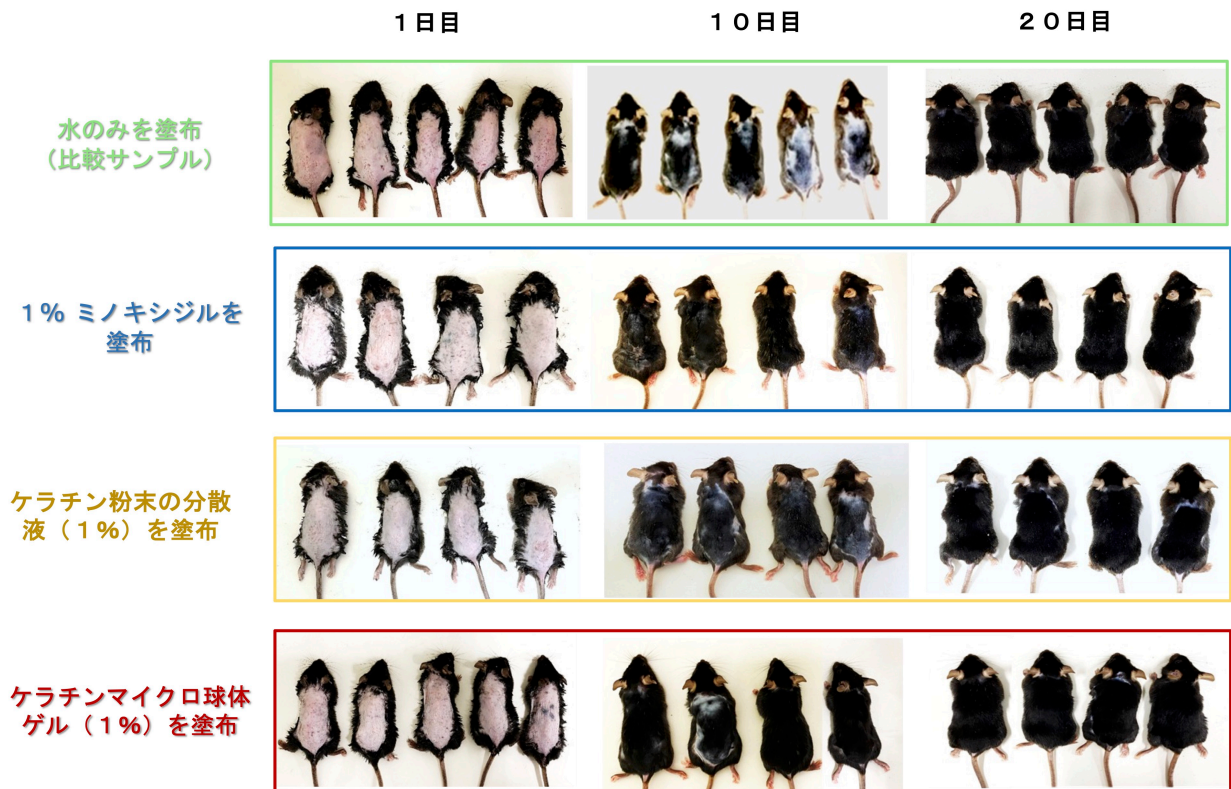 1日目
10日目
20日目
水のみを塗布
(比較サンプル)
1% ミノキシジルを
塗布
ケラチン粉末の分散
液(1%)を塗布
ケラチンマイクロ球体
ゲル(1%)を塗布